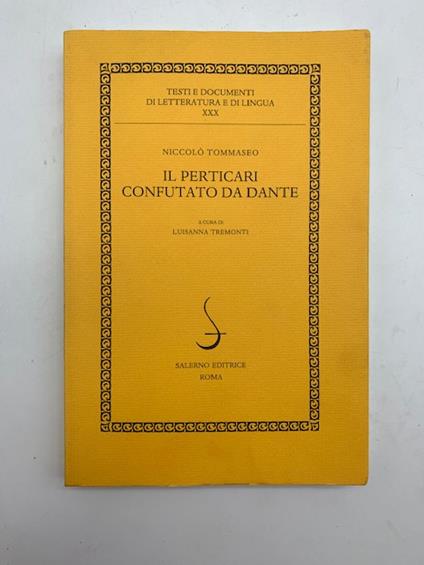 TESTI E DOCUMENTI
DI LETTERATURA E DI LINGUA
XXX
NICCOLÒ TOMMASEO
IL PERTICARI
CONFUTATO DA DANTE
A CURA DI
LUISANNA TREMONTI
SALERNO EDITRICE
ROMA